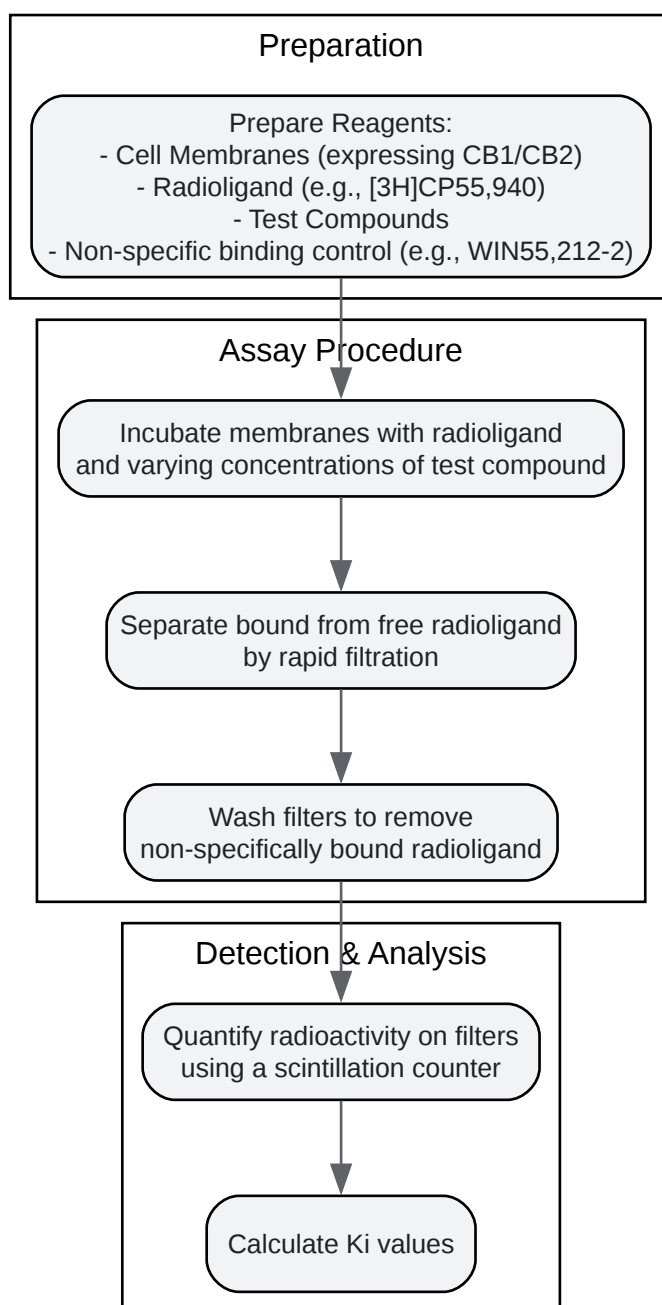 Preparation
Prepare Reagents:
- Cell Membranes (expressing CB1/CB2)
- Radioligand (e.g., [3H]CP55,940)
- Test Compounds
- Non-specific binding control (e.g., WIN55,212-2)
Assay Procedure
Incubate membranes with radioligand
and varying concentrations of test compound
Separate bound from free radioligand
by rapid filtration
Wash filters to remove
non-specifically bound radioligand
Detection & Analysis
Quantify radioactivity on filters
using a scintillation counter
Calculate Ki values